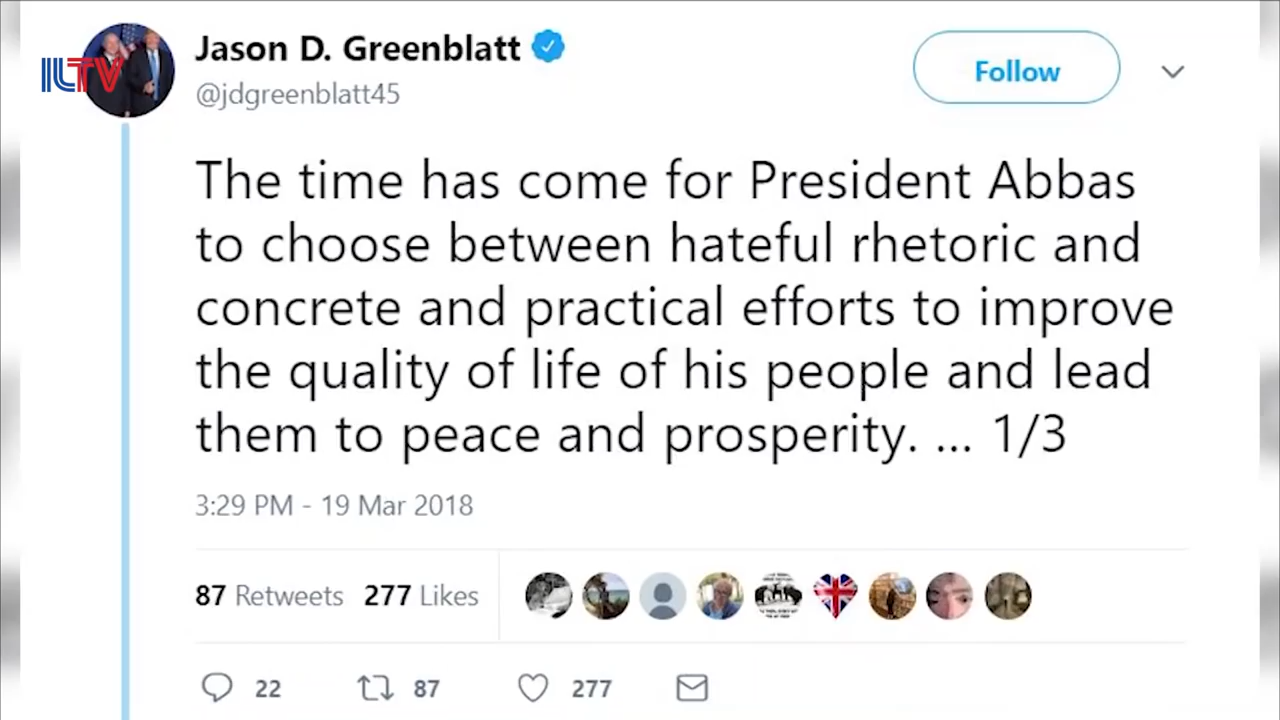 ILTV
Jason D. Greenblatt
@jdgreenblatt45
Follow
The time has come for President Abbas
to choose between hateful rhetoric and
concrete and practical efforts to improve
the quality of life of his people and lead
them to peace and prosperity. ... 1/3
3:29 PM - 19 Mar 2018
87 Retweets 277 Likes
22 87 277